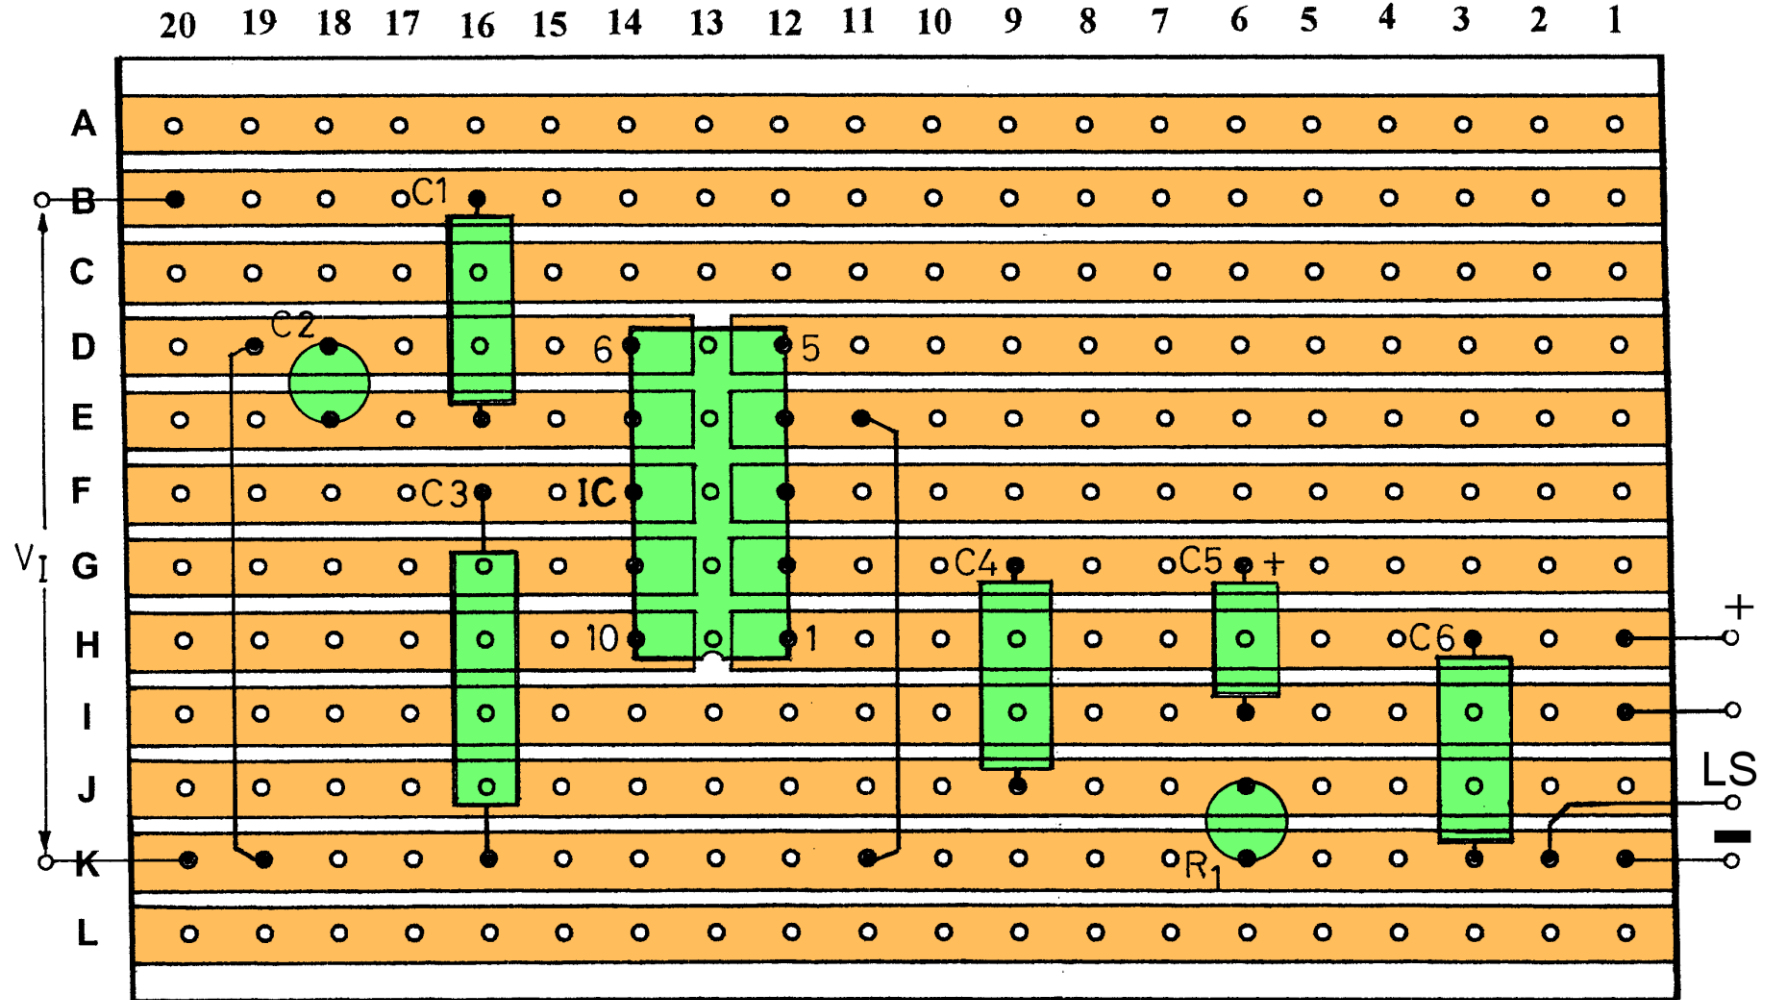 20 19 18 17 16 15 14 13 12 11 10 9 8 7 6 5 4 3 2 1
A
B C1
C
D C2 6 5
E
F C3 IC
VI G C4 C5 +
H 10 1 C6 +
I
J LS
K R1 -
L